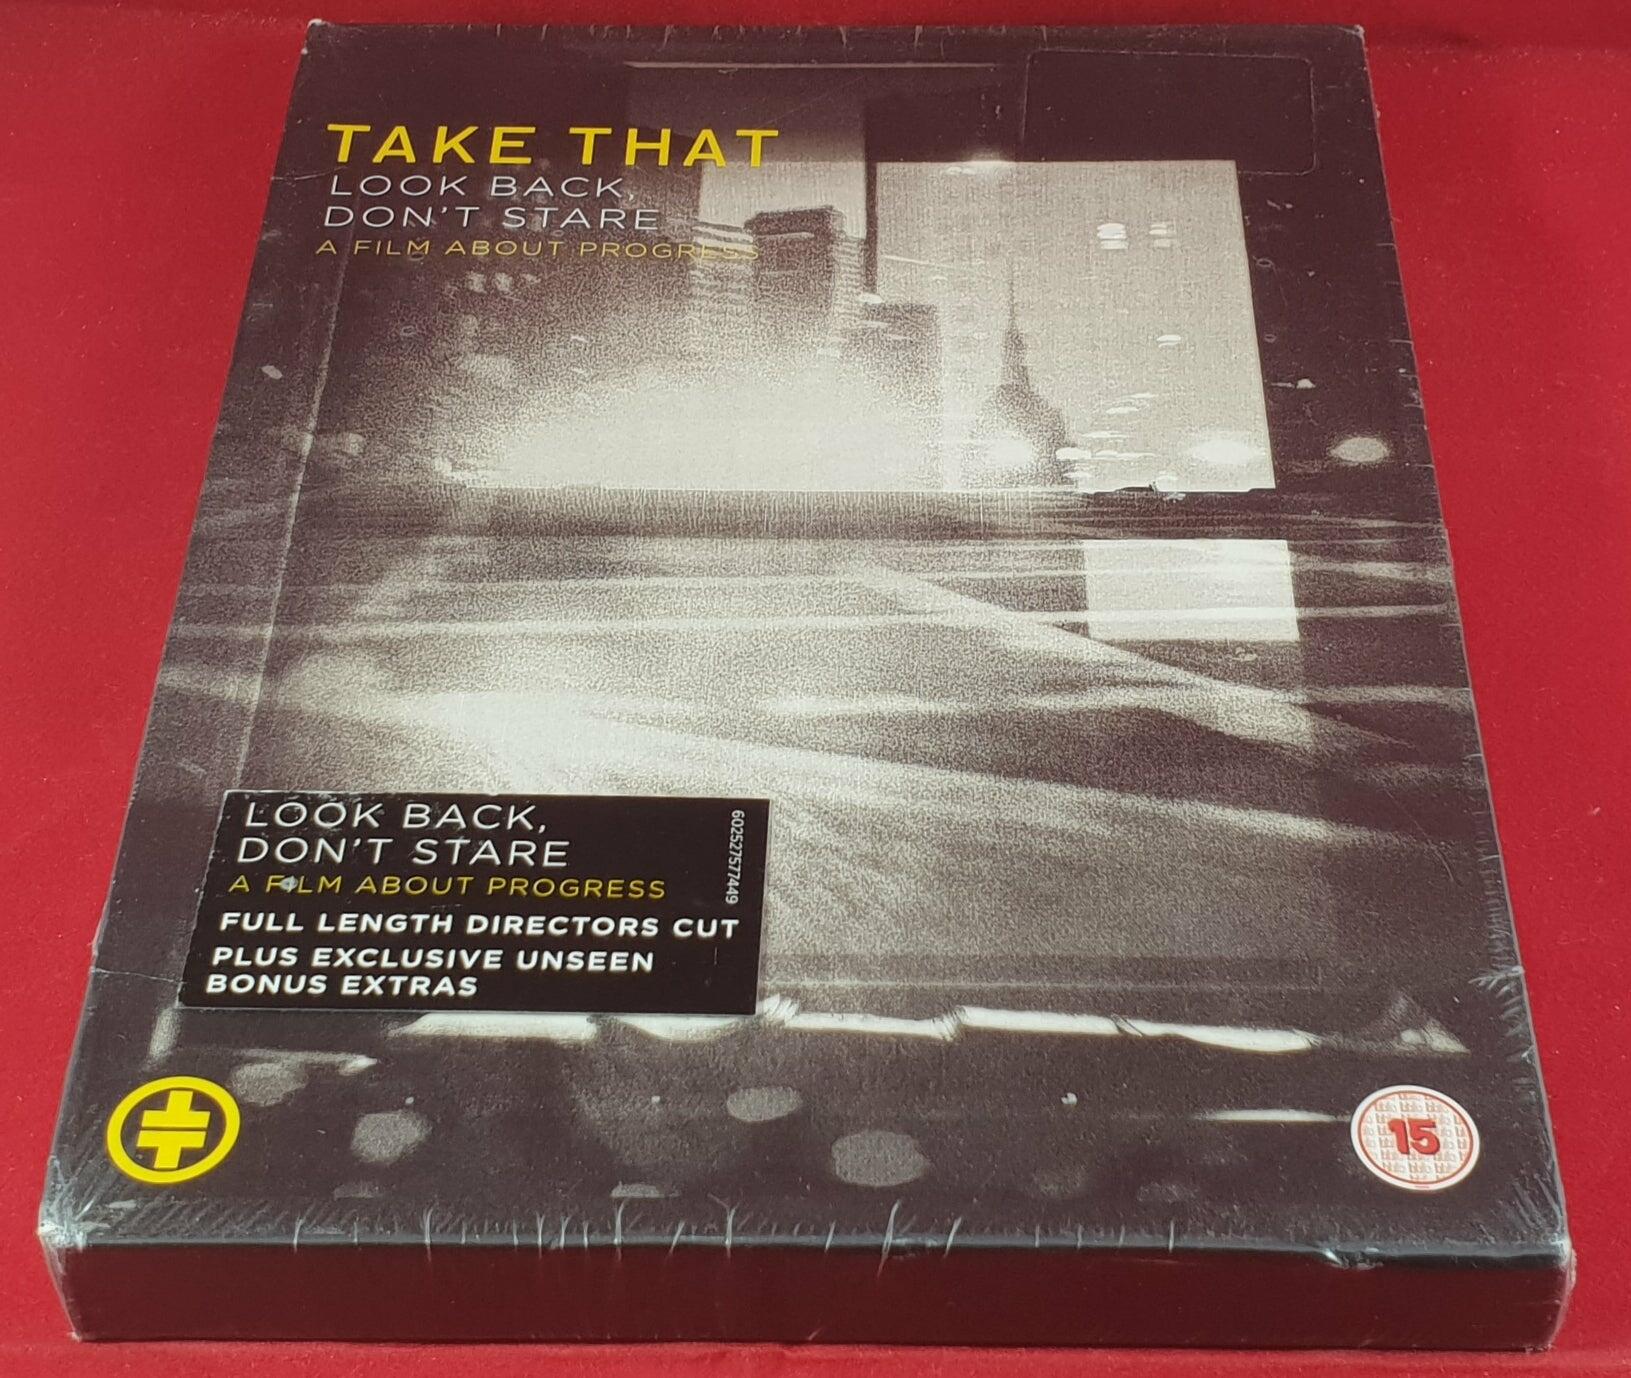 TAKE THAT
LOOK BACK,
DON'T STARE
A FILM ABOUT PROGRESS
LOOK BACK,
DON'T STARE
A FILM ABOUT PROGRESS
FULL LENGTH DIRECTORS CUT
PLUS EXCLUSIVE UNSEEN
BONUS EXTRAS
602527577449
15